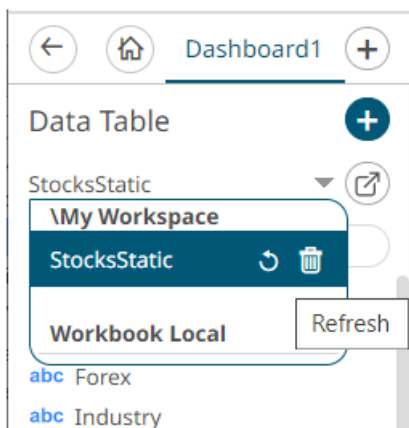 Dashboard1
Data Table
StocksStatic
\My Workspace
StocksStatic
Refresh
Workbook Local
abc Forex
abc Industry